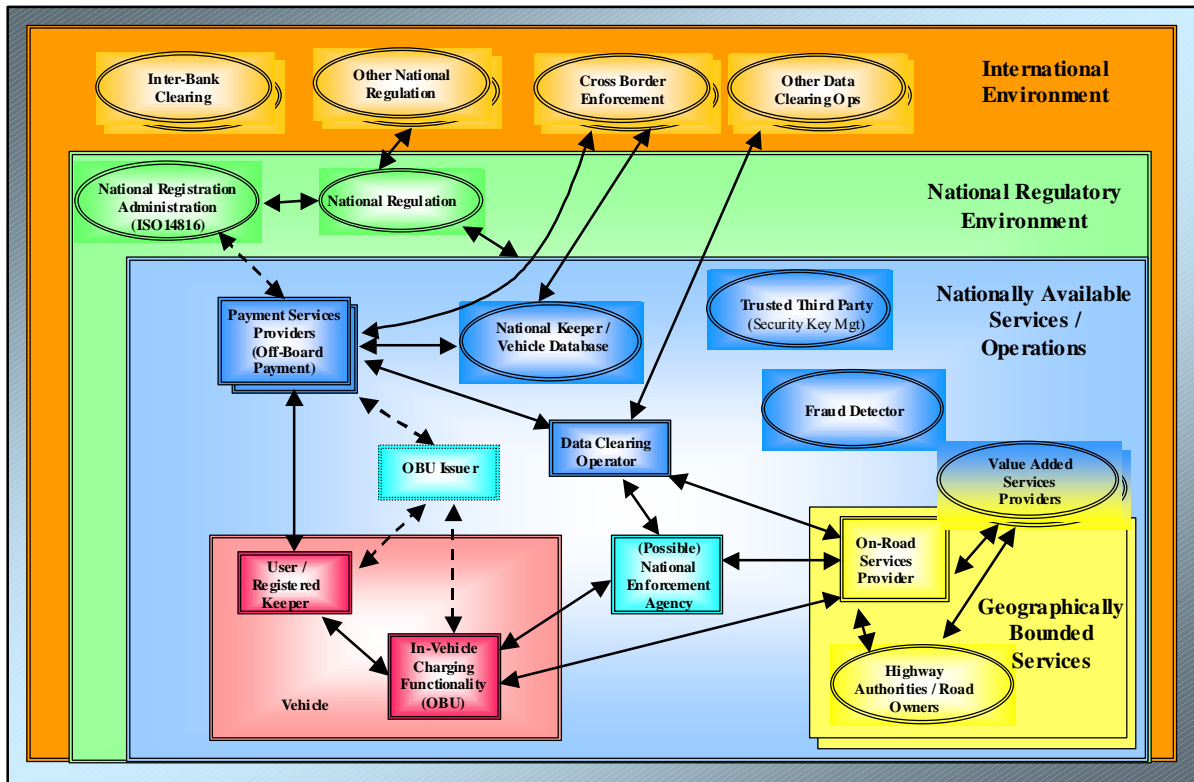 Inter-Bank
Clearing
Other National
Regulation
Cross Border
Enforcement
Other Data
Clearing Ops
International
Environment
National Registration
Administration
(ISO14816)
National Regulation
National Regulatory
Environment
Payment Services
Providers
(Off-Board
Payment)
National Keeper /
Vehicle Database
Trusted Third Party
(Security Key Mgt)
Nationally Available
Services /
Operations
Fraud Detector
Data Clearing
Operator
OBU Issuer
Value Added
Services
Providers
User /
Registered
Keeper
(Possible)
National
Enforcement
Agency
On-Road
Services
Provider
In-Vehicle
Charging
Functionality
(OBU)
Vehicle
Geographically
Bounded
Services
Highway
Authorities / Road
Owners